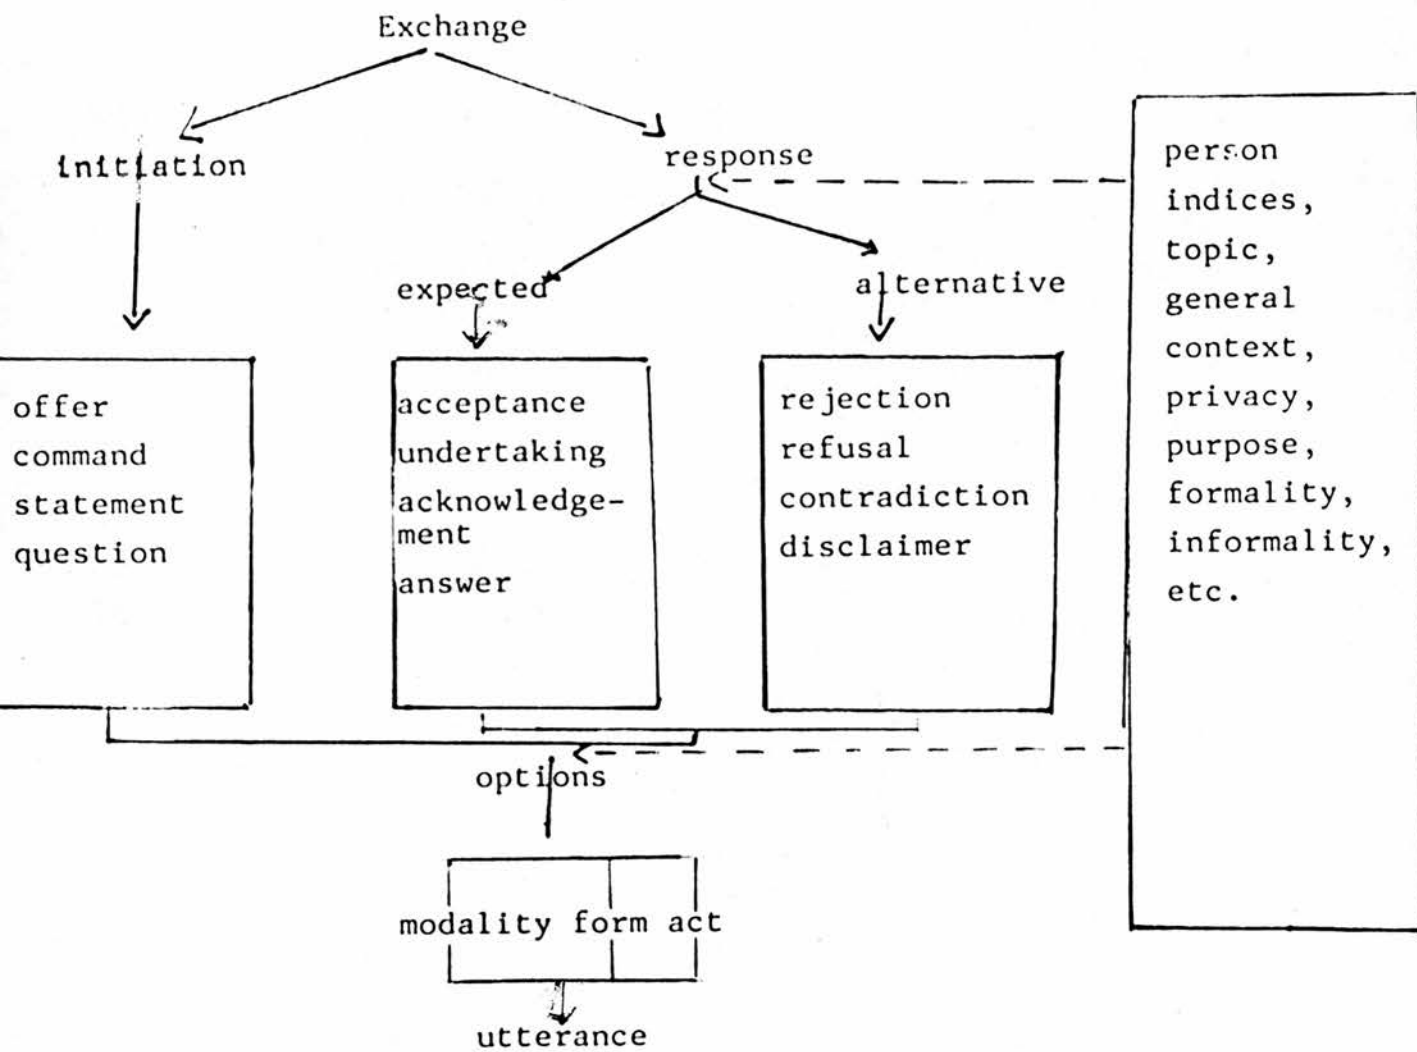 Exchange
initiation
response
expected
alternative
offer
command
statement
question
acceptance
undertaking
acknowledge-
ment
answer
rejection
refusal
contradiction
disclaimer
person
indices,
topic,
general
context,
privacy,
purpose,
formality,
informality,
etc.
options
modality form act
utterance